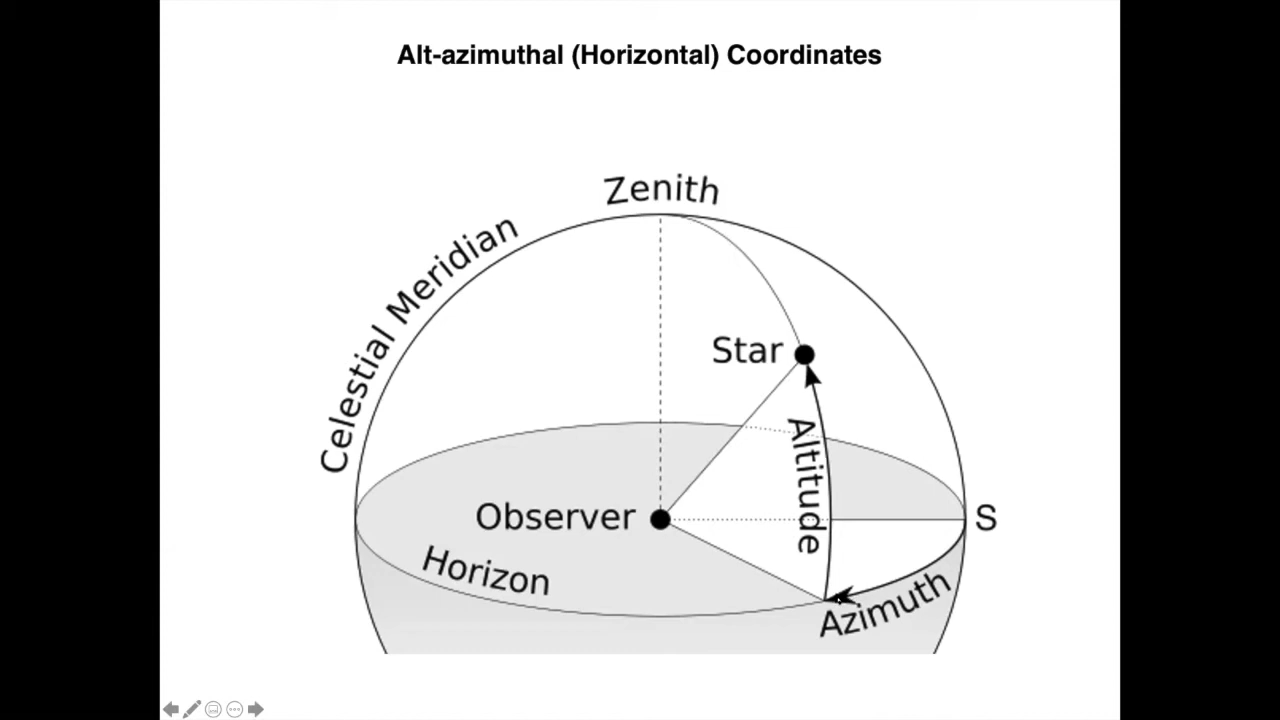 Alt-azimuthal (Horizontal) Coordinates
Zenith
Celestial Meridian
Star
Altitude
Observer
S
Horizon
Azimuth